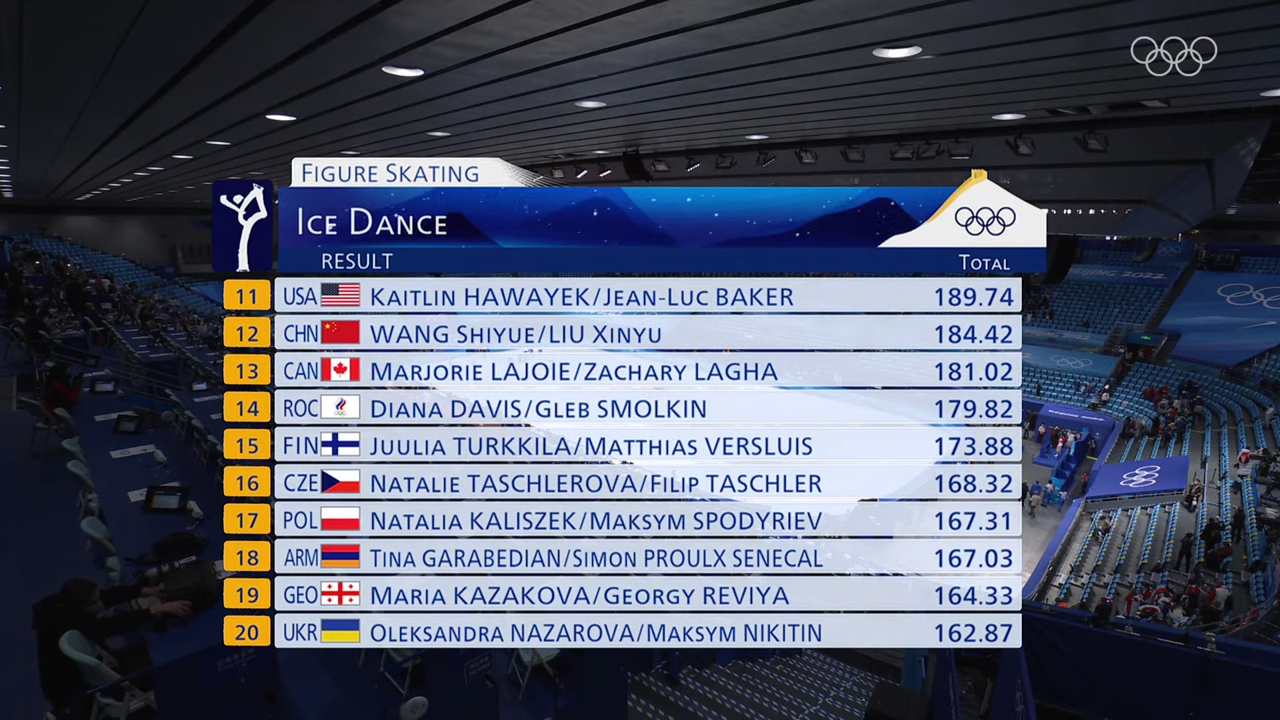 Figure Skating
Ice Dance
RESULT Total
11 USA Kaitlin HAWAYEK/Jean-Luc BAKER 189.74
12 CHN WANG Shiyue/LIU Xinyu 184.42
13 CAN Marjorie LAJOIE/Zachary LAGHA 181.02
14 ROC Diana DAVIS/Gleb SMOLKIN 179.82
15 FIN Juulia TURKKILA/Matthias VERSLUIS 173.88
16 CZE Natalie TASCHLEROVA/Filip TASCHLER 168.32
17 POL Natalia KALISZEK/Maksym SPODYRIEV 167.31
18 ARM Tina GARABEDIAN/Simon PROULX SENECAL 167.03
19 GEO Maria KAZAKOVA/Georgy REVIYA 164.33
20 UKR Oleksandra NAZAROVA/Maksym NIKITIN 162.87
2022